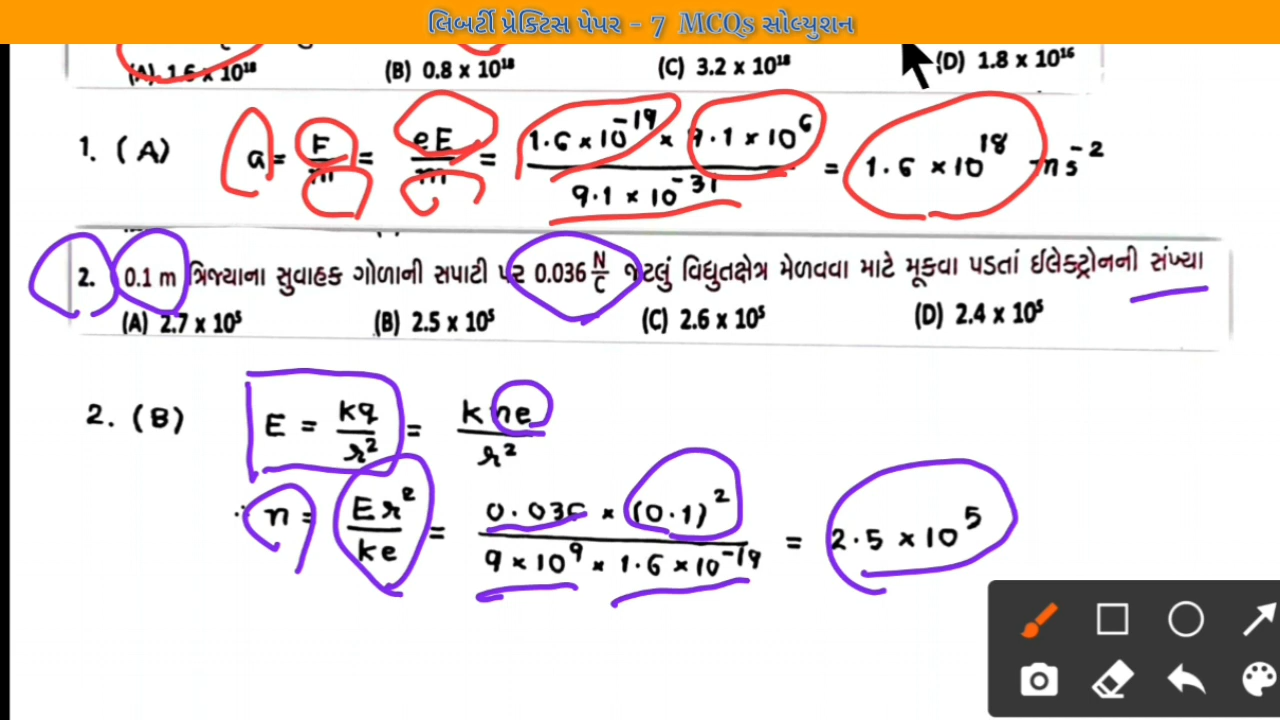 લિબર્ટી પ્રેક્ટિસ પેપર - 7 MCQs સોલ્યુશન
(A) 1.6 x 10¹⁸ (B) 0.8 x 10¹⁸ (C) 3.2 x 10¹⁸ (D) 1.8 x 10¹⁶
1. (A) a = F/m = eE/m = 1.6 × 10⁻¹⁹ × 9.1 × 10⁶ / 9.1 × 10⁻³¹ = 1.6 × 10¹⁸ ms⁻²
2. 0.1 m ત્રિજ્યાના સુવાહક ગોળાની સપાટી પર 0.036 N/C જેટલું વિદ્યુતક્ષેત્ર મેળવવા માટે મૂકવા પડતાં ઈલેક્ટ્રોનની સંખ્યા
(A) 2.7 x 10⁵ (B) 2.5 x 10⁵ (C) 2.6 x 10⁵ (D) 2.4 x 10⁵
2. (B) E = kq/r² = kne/r²
∴ n = Er²/ke = 0.036 × (0.1)² / 9 × 10⁹ × 1.6 × 10⁻¹⁹ = 2.5 × 10⁵